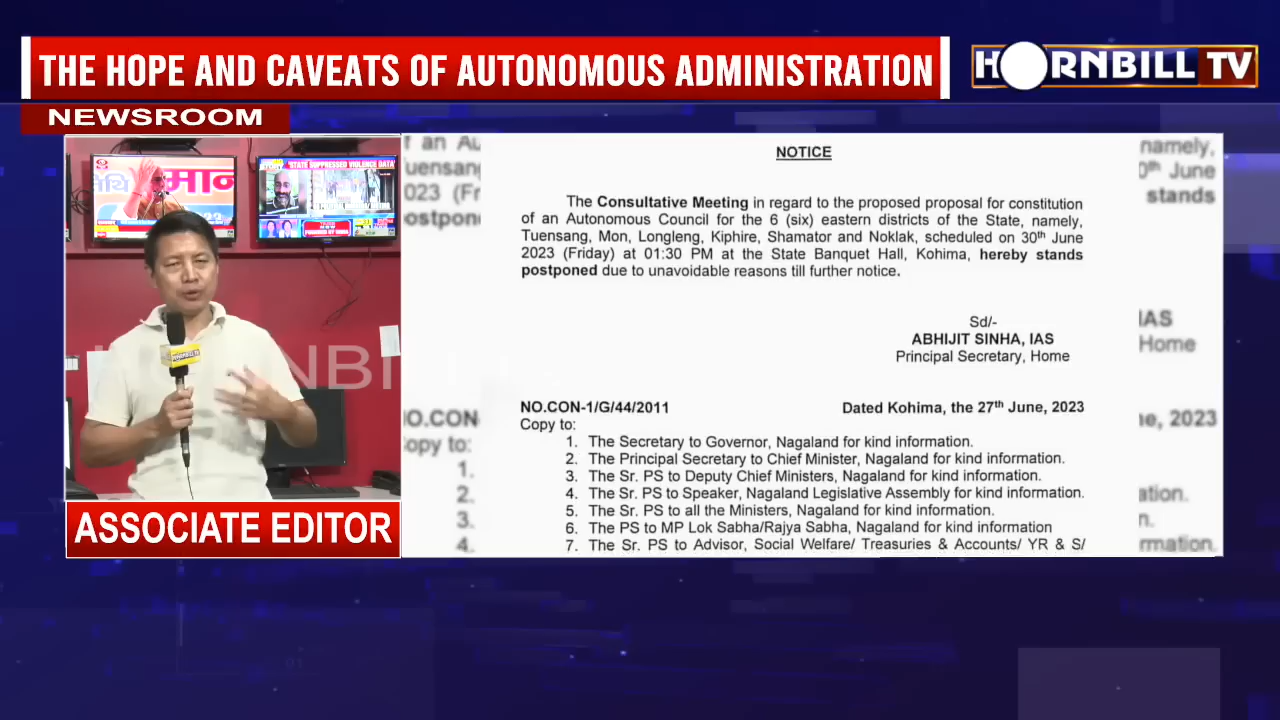 THE HOPE AND CAVEATS OF AUTONOMOUS ADMINISTRATION
HORNBILL TV
NEWSROOM
मान
"STATE SUPPRESSED VIOLENCE DATA"
HORNBILL TV
ASSOCIATE EDITOR
NOTICE
The Consultative Meeting in regard to the proposed proposal for constitution
of an Autonomous Council for the 6 (six) eastern districts of the State, namely,
Tuensang, Mon, Longleng, Kiphire, Shamator and Noklak, scheduled on 30th June
2023 (Friday) at 01:30 PM at the State Banquet Hall, Kohima, hereby stands
postponed due to unavoidable reasons till further notice.
Sd/-
ABHIJIT SINHA, IAS
Principal Secretary, Home
NO.CON-1/G/44/2011 Dated Kohima, the 27th June, 2023
Copy to:
1. The Secretary to Governor, Nagaland for kind information.
2. The Principal Secretary to Chief Minister, Nagaland for kind information.
3. The Sr. PS to Deputy Chief Ministers, Nagaland for kind information.
4. The Sr. PS to Speaker, Nagaland Legislative Assembly for kind information.
5. The Sr. PS to all the Ministers, Nagaland for kind information.
6. The PS to MP Lok Sabha/Rajya Sabha, Nagaland for kind information
7. The Sr. PS to Advisor, Social Welfare/ Treasuries & Accounts/ YR & S/